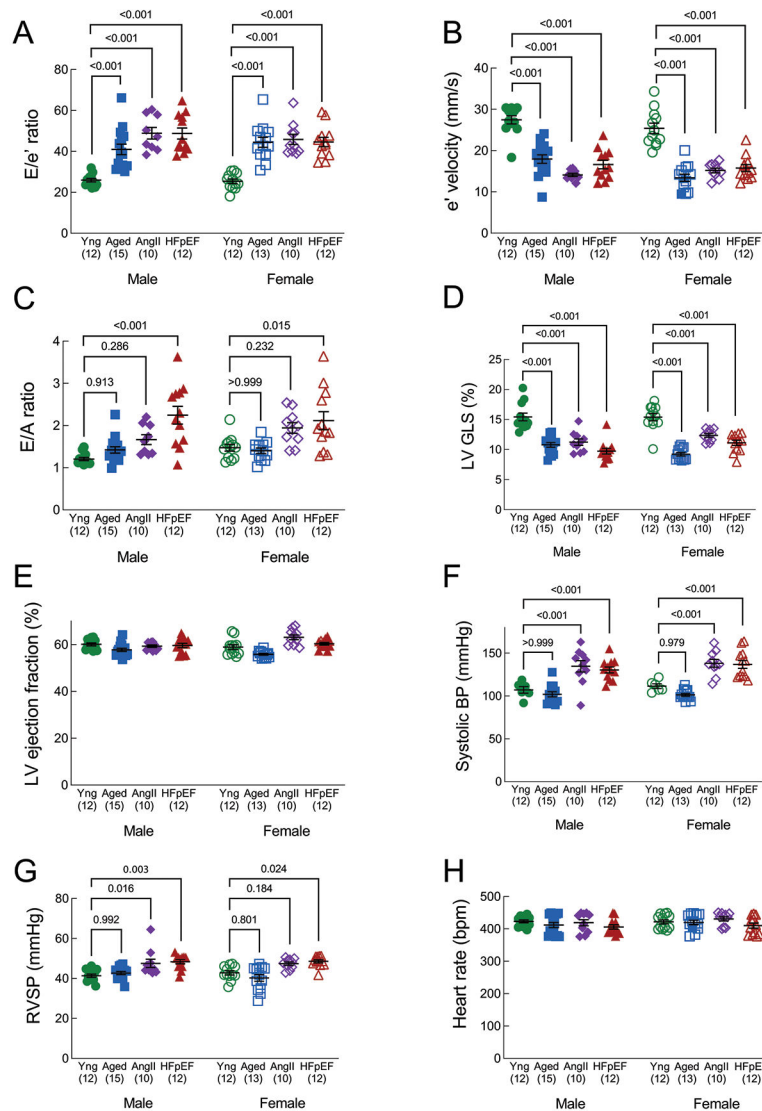 A
<0.001
<0.001
<0.001
<0.001
<0.001
<0.001
80
60
40
20
0
E/e' ratio
Yng Aged AngII HFpEF Yng Aged AngII HFpEF
(12) (15) (10) (12) (12) (13) (10) (12)
Male Female
B
<0.001
<0.001
<0.001
<0.001
<0.001
<0.001
40
30
20
10
0
e' velocity (mm/s)
Yng Aged AngII HFpEF Yng Aged AngII HFpEF
(12) (15) (10) (12) (12) (13) (10) (12)
Male Female
C
<0.001 0.015
0.286 0.232
0.913 >0.999
4
3
2
1
0
E/A ratio
Yng Aged AngII HFpEF Yng Aged AngII HFpEF
(12) (15) (10) (12) (12) (13) (10) (12)
Male Female
D
<0.001 <0.001
<0.001 <0.001
<0.001 <0.001
25
20
15
10
5
0
LV GLS (%)
Yng Aged AngII HFpEF Yng Aged AngII HFpEF
(12) (15) (10) (12) (12) (13) (10) (12)
Male Female
E
80
60
40
20
0
LV ejection fraction (%)
Yng Aged AngII HFpEF Yng Aged AngII HFpEF
(12) (15) (10) (12) (12) (13) (10) (12)
Male Female
F
<0.001 <0.001
<0.001 <0.001
>0.999 0.979
150
100
50
0
Systolic BP (mmHg)
Yng Aged AngII HFpEF Yng Aged AngII HFpEF
(12) (15) (10) (12) (12) (13) (10) (12)
Male Female
G
0.003 0.024
0.016 0.184
0.992 0.801
80
60
40
20
0
RVSP (mmHg)
Yng Aged AngII HFpEF Yng Aged AngII HFpEF
(12) (15) (10) (12) (12) (13) (10) (12)
Male Female
H
500
400
300
200
100
0
Heart rate (bpm)
Yng Aged AngII HFpEF Yng Aged AngII HFpE
(12) (15) (10) (12) (12) (13) (10) (12)
Male Female